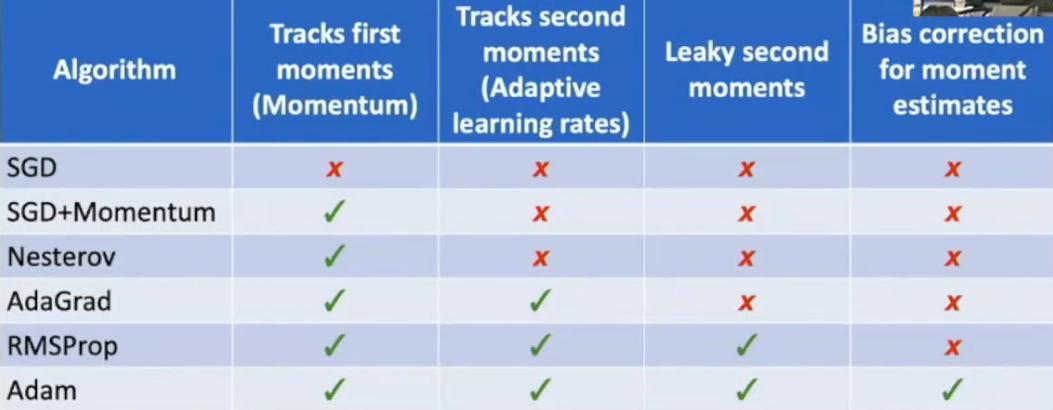 Algorithm
Tracks first
moments
(Momentum)
Tracks second
moments
(Adaptive
learning rates)
Leaky second
moments
Bias correction
for moment
estimates
SGD x x x x
SGD+Momentum ✓ x x x
Nesterov ✓ x x x
AdaGrad ✓ ✓ x x
RMSProp ✓ ✓ ✓ x
Adam ✓ ✓ ✓ ✓